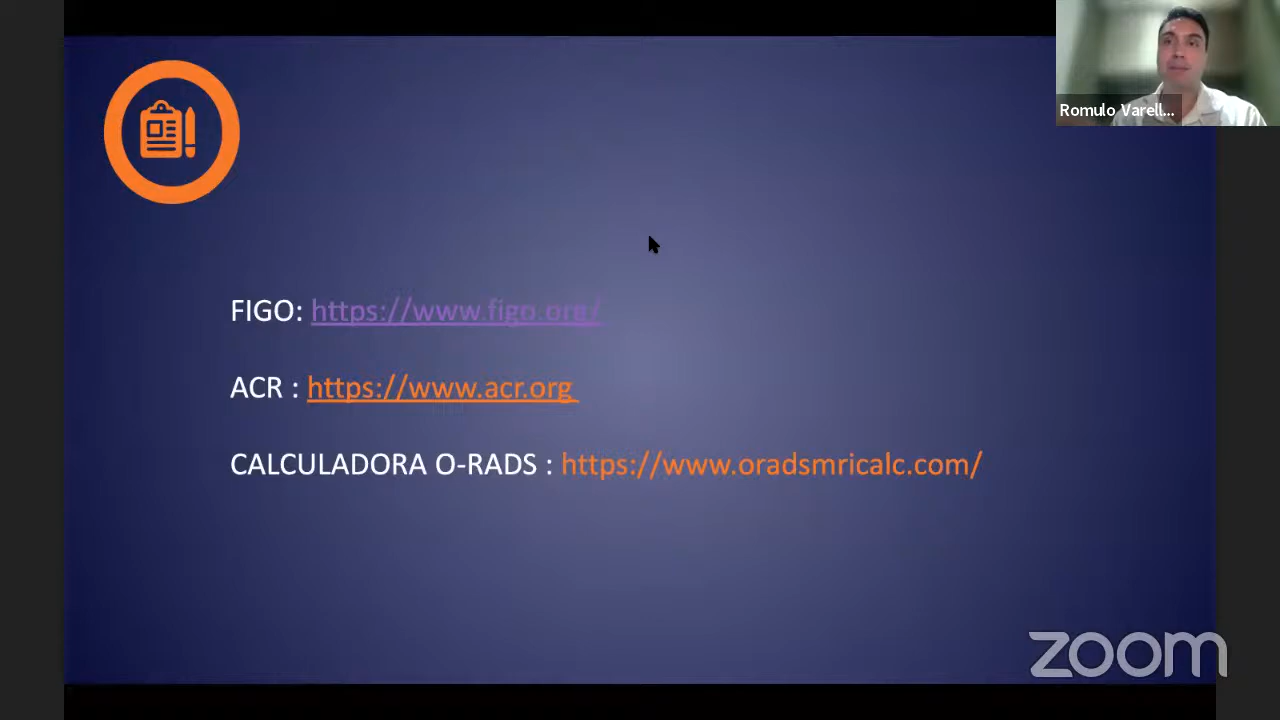 Romulo Varell...
FIGO: https://www.figo.org/
ACR : https://www.acr.org
CALCULADORA O-RADS : https://www.oradsmricalc.com/
zoom